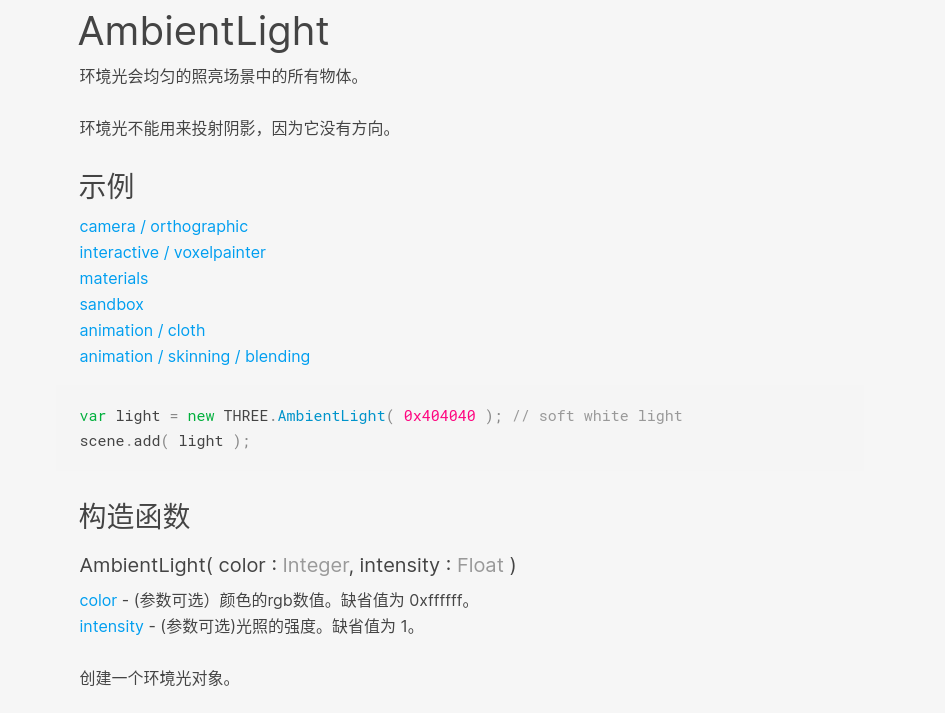 AmbientLight
环境光会均匀的照亮场景中的所有物体。
环境光不能用来投射阴影，因为它没有方向。
示例
camera / orthographic
interactive / voxelpainter
materials
sandbox
animation / cloth
animation / skinning / blending
var light = new THREE.AmbientLight( 0x404040 ); // soft white light
scene.add( light );
构造函数
AmbientLight( color : Integer, intensity : Float )
color - (参数可选）颜色的rgb数值。缺省值为 0xffffff。
intensity - (参数可选)光照的强度。缺省值为 1。
创建一个环境光对象。